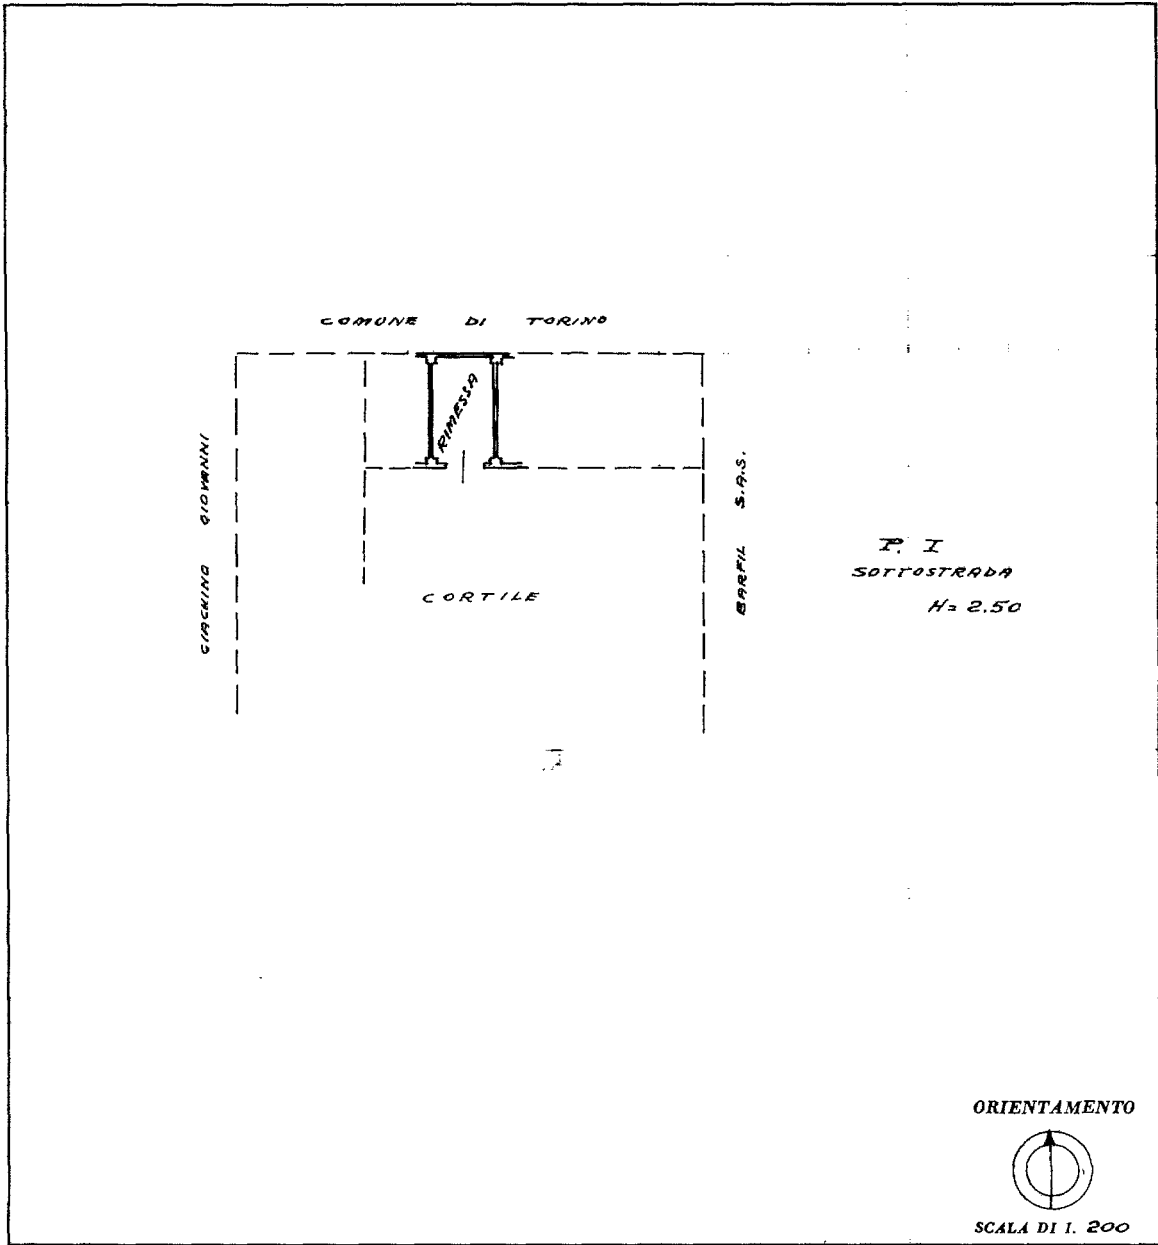 COMUNE DI TORINO
RIMESSA
GIACHINO GIOVANNI
BARFIL S.A.S.
CORTILE
P. I
SOTTOSTRADA
H= 2.50
ORIENTAMENTO
SCALA DI 1. 200